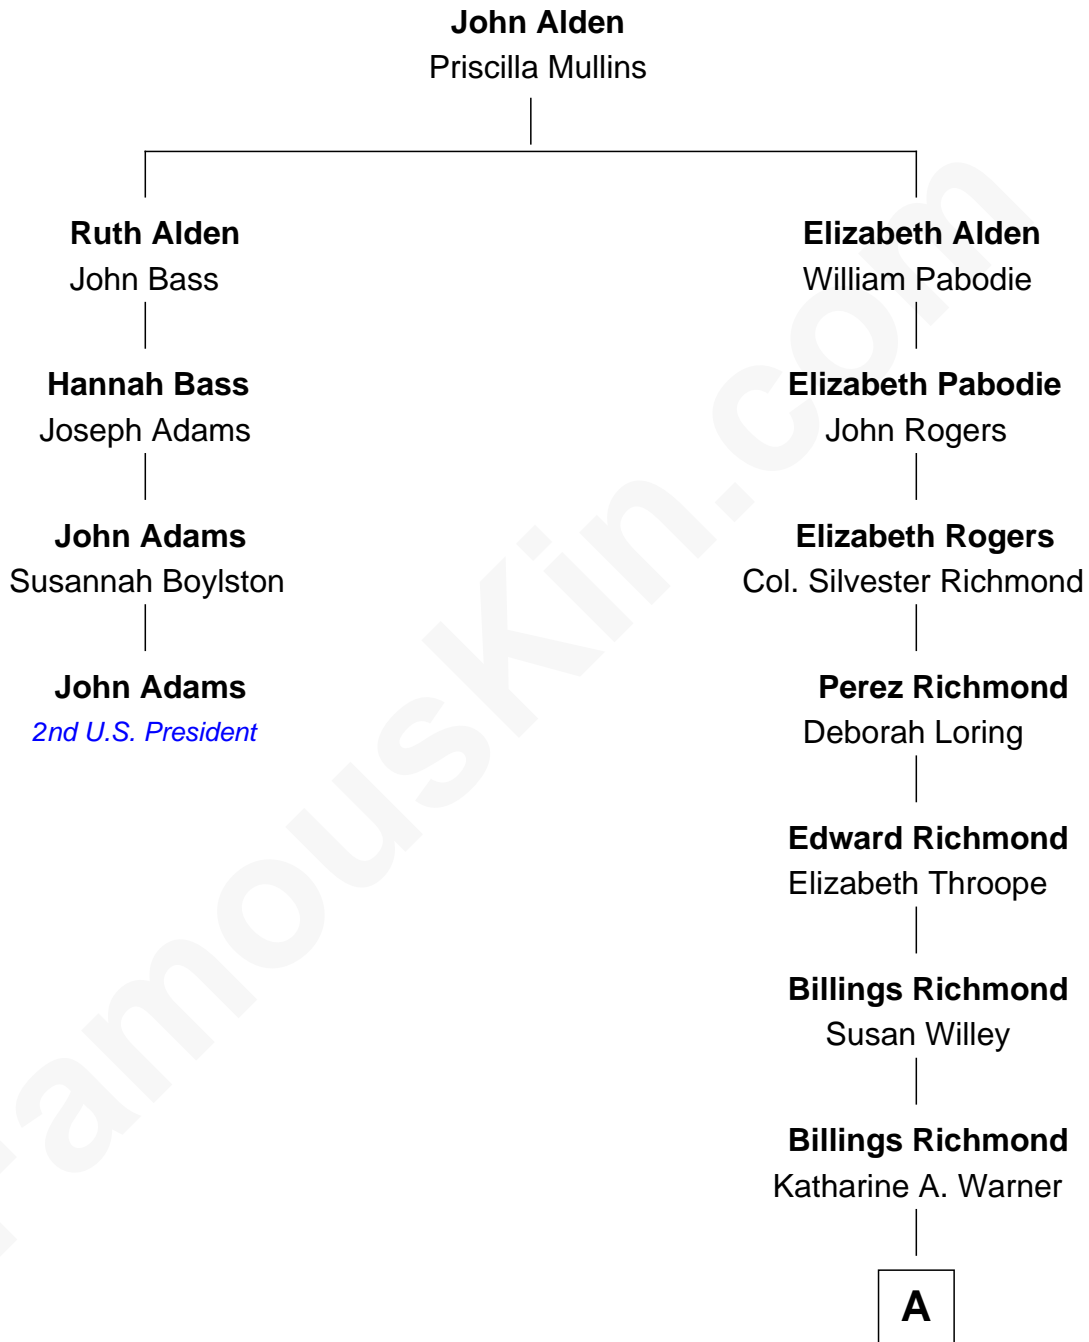 John Alden
Priscilla Mullins
Ruth Alden
John Bass
Elizabeth Alden
William Pabodie
Hannah Bass
Joseph Adams
Elizabeth Pabodie
John Rogers
John Adams
Susannah Boylston
Elizabeth Rogers
Col. Silvester Richmond
John Adams
2nd U.S. President
Perez Richmond
Deborah Loring
Edward Richmond
Elizabeth Throope
Billings Richmond
Susan Willey
Billings Richmond
Katharine A. Warner
A
FamousKin.com